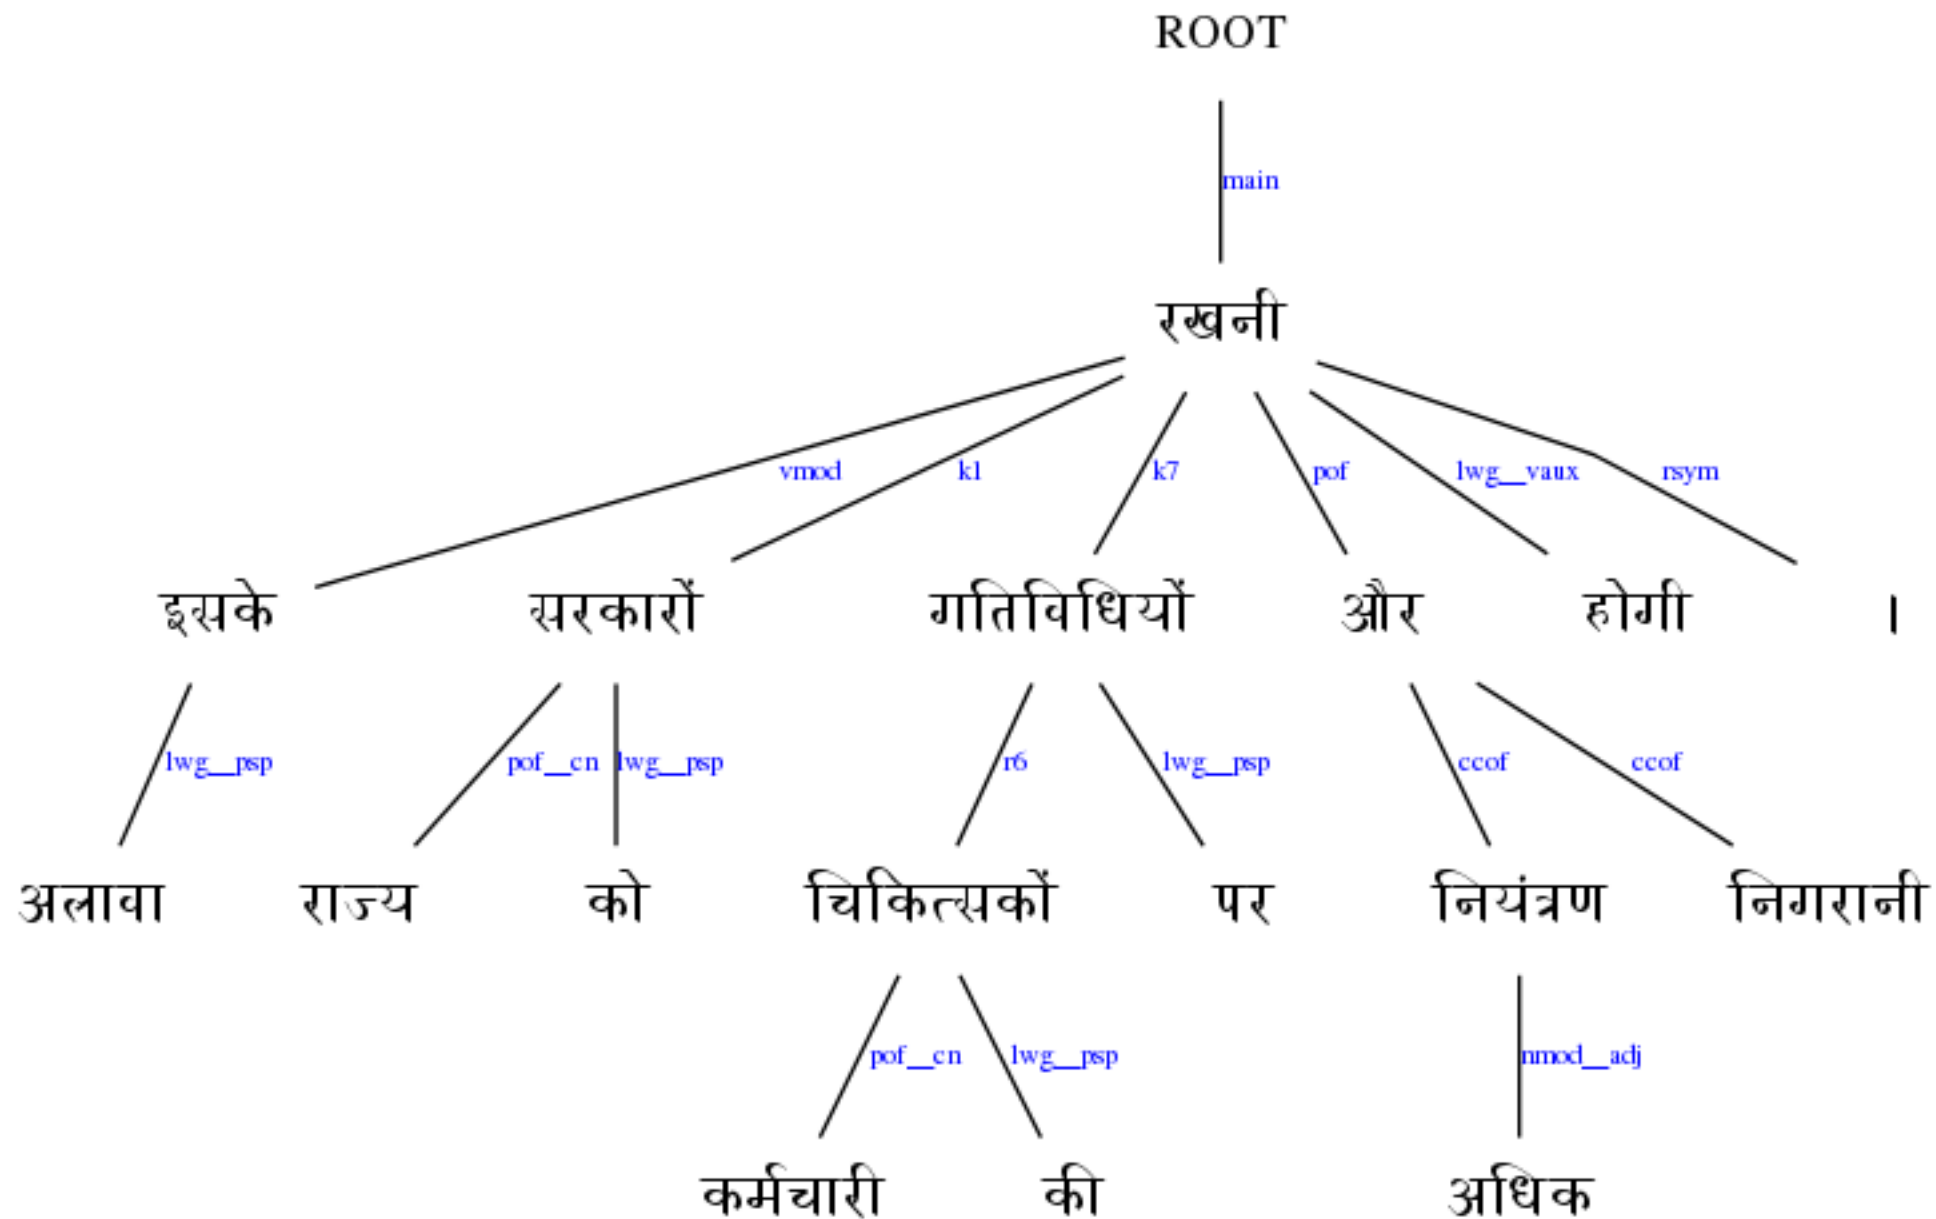 ROOT
main
रखनी
vmod k1 k7 pof lwg__vaux rsym
इसके सरकारों गतिविधियों और होगी ।
lwg__psp pof__cn lwg__psp r6 lwg__psp ccof ccof
अलावा राज्य को चिकित्सकों पर नियंत्रण निगरानी
pof__cn lwg__psp nmod__adj
कर्मचारी की अधिक